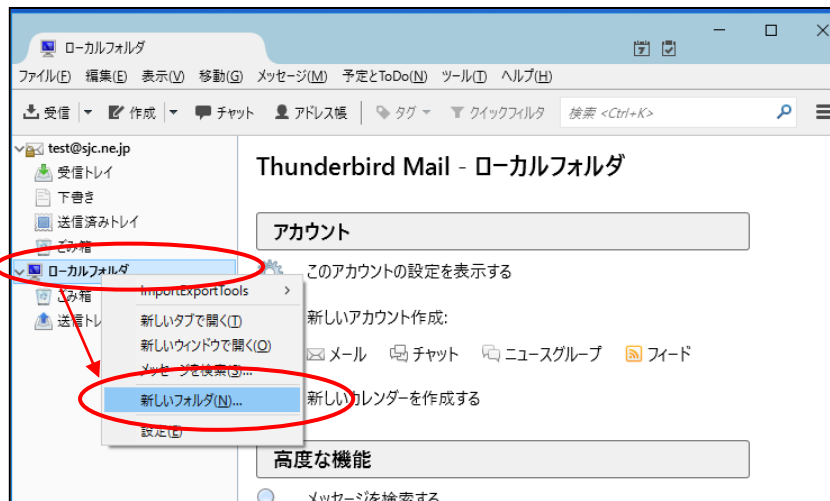 ローカルフォルダ
ファイル(F) 編集(E) 表示(V) 移動(G) メッセージ(M) 予定とToDo(N) ツール(T) ヘルプ(H)
受信 作成 チャット アドレス帳 タグ クイックフィルタ 検索 <Ctrl+K>
test@sjc.ne.jp
受信トレイ
下書き
送信済みトレイ
ごみ箱
ローカルフォルダ
ごみ箱
送信トレ
ImportExportTools
新しいタブで開く(T)
新しいウィンドウで開く(O)
メッセージを検索(S)...
新しいフォルダ(N)...
設定(E)
Thunderbird Mail - ローカルフォルダ
アカウント
このアカウントの設定を表示する
新しいアカウント作成:
メール チャット ニュースグループ フィード
新しいカレンダーを作成する
高度な機能
メッセージを検索する